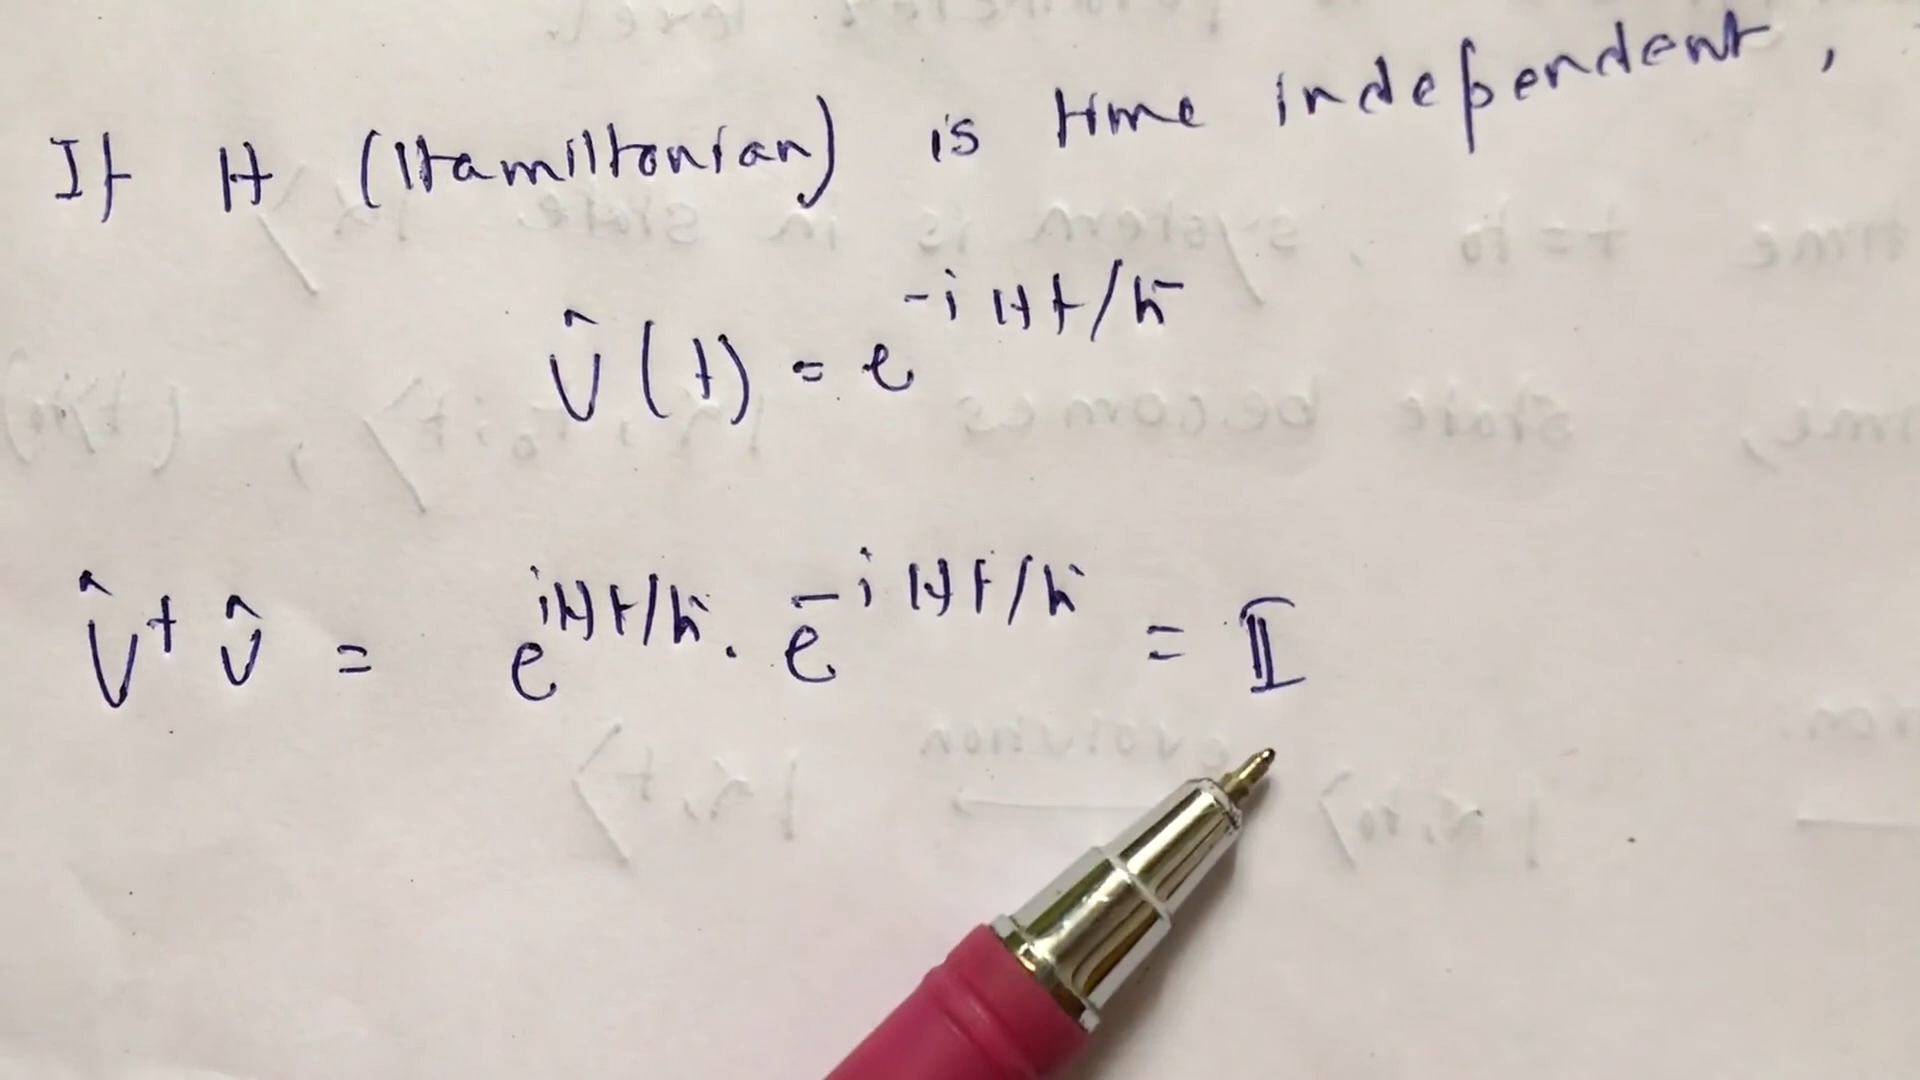 If H (Hamiltonian) is time independent,
Û(t) = e^{-iHt/ħ}
Û† Û = e^{iHt/ħ} . e^{-iHt/ħ} = 𝕀